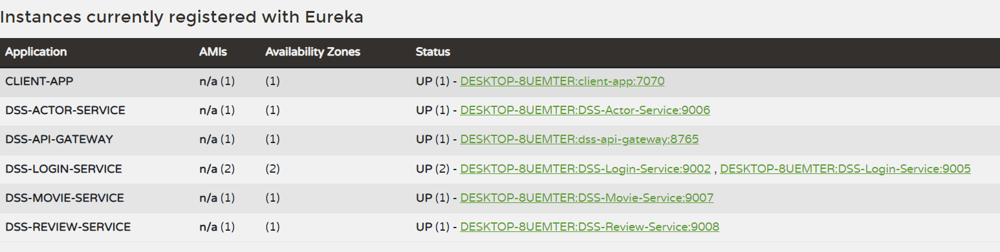 Instances currently registered with Eureka
Application AMIs Availability Zones Status
CLIENT-APP n/a (1) (1) UP (1) - DESKTOP-8UEMTER:client-app:7070
DSS-ACTOR-SERVICE n/a (1) (1) UP (1) - DESKTOP-8UEMTER:DSS-Actor-Service:9006
DSS-API-GATEWAY n/a (1) (1) UP (1) - DESKTOP-8UEMTER:dss-api-gateway:8765
DSS-LOGIN-SERVICE n/a (2) (2) UP (2) - DESKTOP-8UEMTER:DSS-Login-Service:9002 , DESKTOP-8UEMTER:DSS-Login-Service:9005
DSS-MOVIE-SERVICE n/a (1) (1) UP (1) - DESKTOP-8UEMTER:DSS-Movie-Service:9007
DSS-REVIEW-SERVICE n/a (1) (1) UP (1) - DESKTOP-8UEMTER:DSS-Review-Service:9008